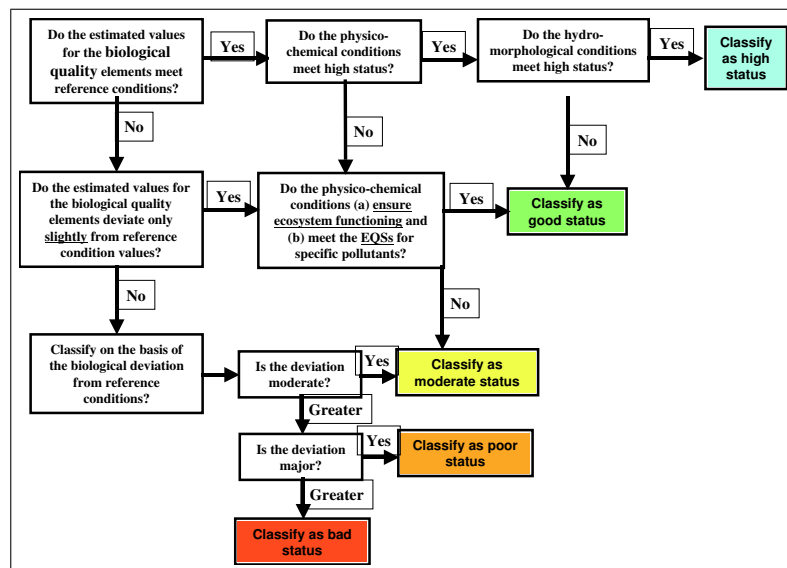 Do the estimated values
for the biological
quality elements meet
reference conditions?
Yes
Do the physico-
chemical conditions
meet high status?
Yes
Do the hydro-
morphological conditions
meet high status?
Yes
Classify
as high
status
No
No
No
Do the estimated values for
the biological quality
elements deviate only
slightly from reference
condition values?
Yes
Do the physico-chemical
conditions (a) ensure
ecosystem functioning and
(b) meet the EQSs for
specific pollutants?
Yes
Classify as
good status
No
No
Classify on the basis of
the biological deviation
from reference
conditions?
Is the deviation
moderate?
Yes
Classify as
moderate status
Greater
Is the deviation
major?
Yes
Classify as poor
status
Greater
Classify as bad
status